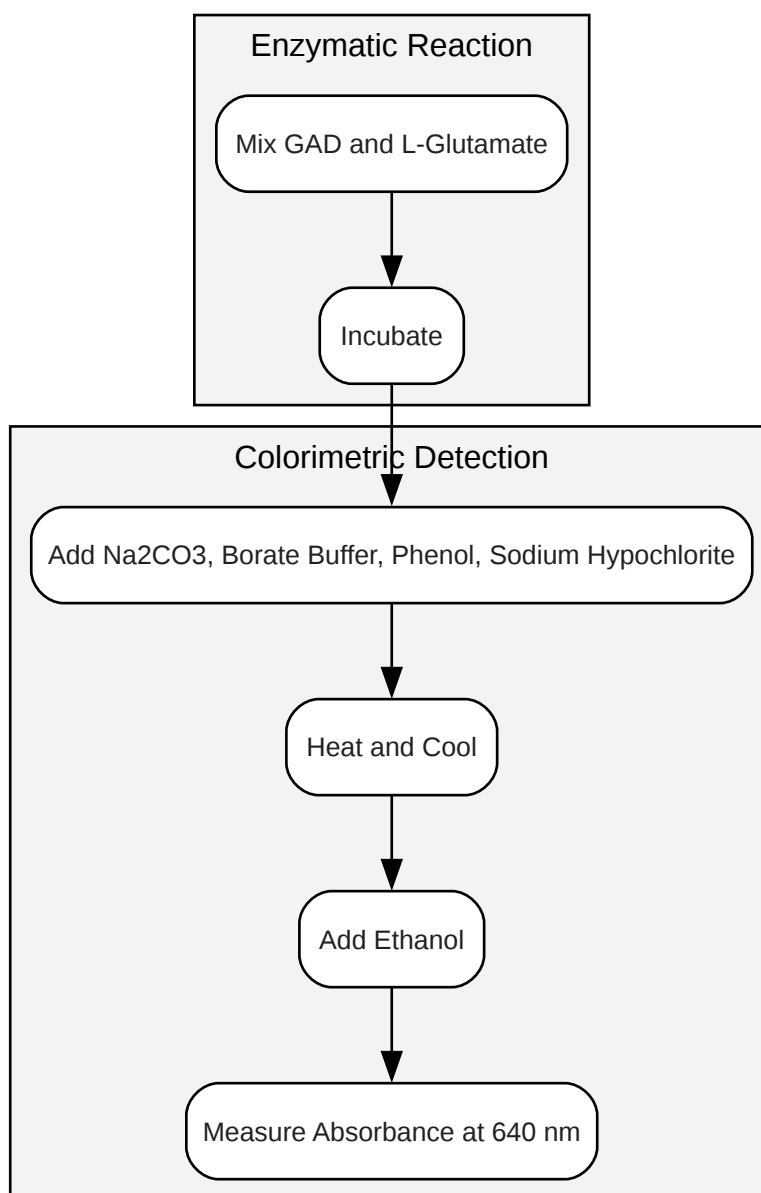 Enzymatic Reaction
Mix GAD and L-Glutamate
Incubate
Colorimetric Detection
Add Na2CO3, Borate Buffer, Phenol, Sodium Hypochlorite
Heat and Cool
Add Ethanol
Measure Absorbance at 640 nm